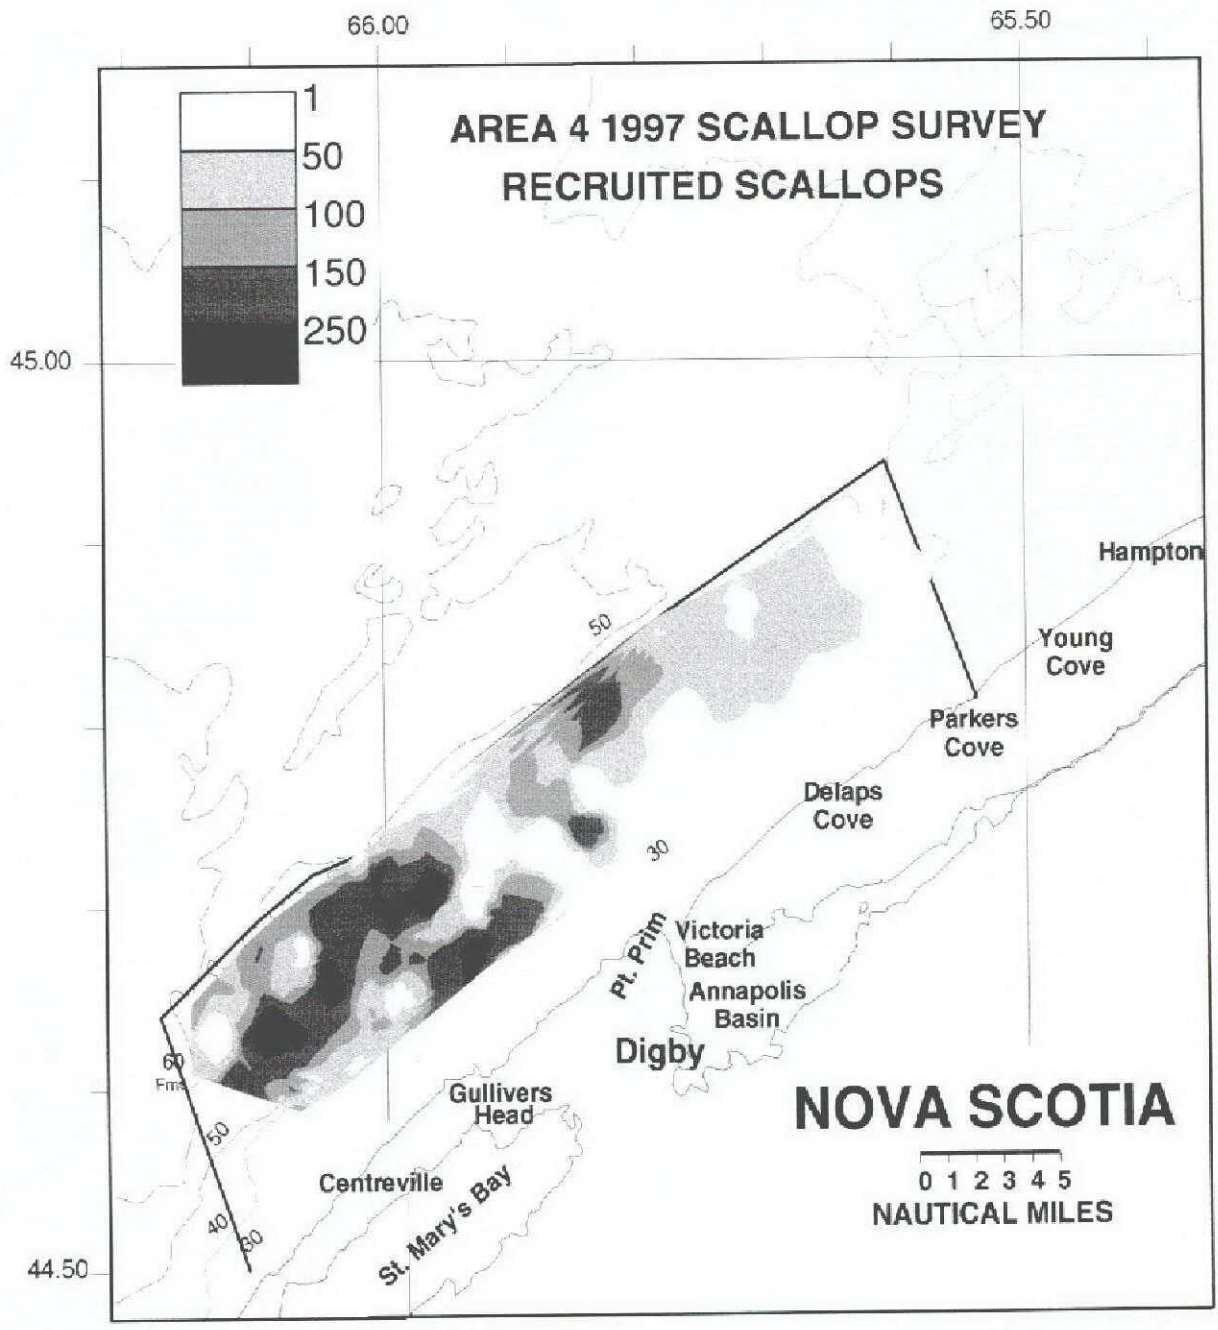 66.00
65.50
1
50
100
150
250
AREA 4 1997 SCALLOP SURVEY
RECRUITED SCALLOPS
45.00
Hampton
50
Young
Cove
Parkers
Cove
Delaps
Cove
30
Pt. Prim
Victoria
Beach
Annapolis
Basin
Digby
60
Fms
Gullivers
Head
NOVA SCOTIA
50
0 1 2 3 4 5
NAUTICAL MILES
Centreville
St. Mary's Bay
40
30
44.50